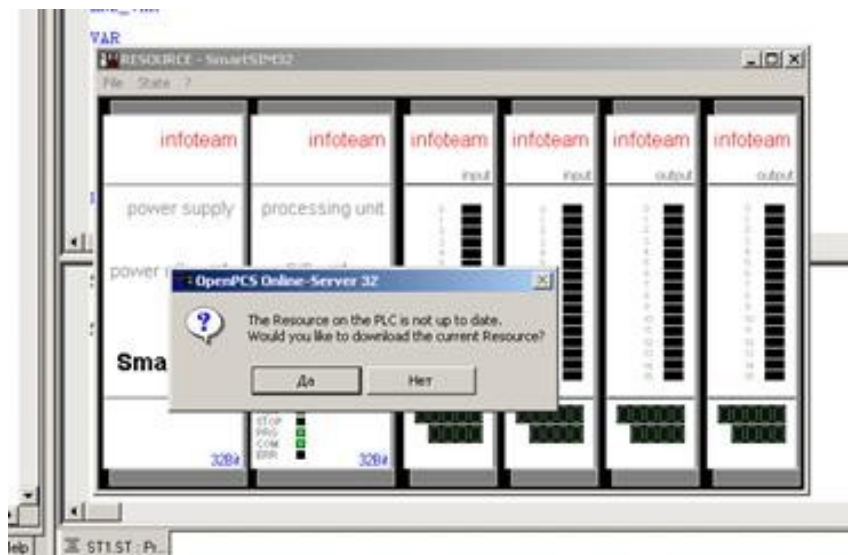 VAR
RESOURCE - SmartSIM32
File State ?
infoteam infoteam infoteam infoteam infoteam infoteam
input input output output
power supply processing unit
power
OpenPCS Online-Server 32
The Resource on the PLC is not up to date.
Would you like to download the current Resource?
Да Нет
Sma
STOP
PRG
COM
ERR
32Bit 32Bit
ST1.ST : Pr...